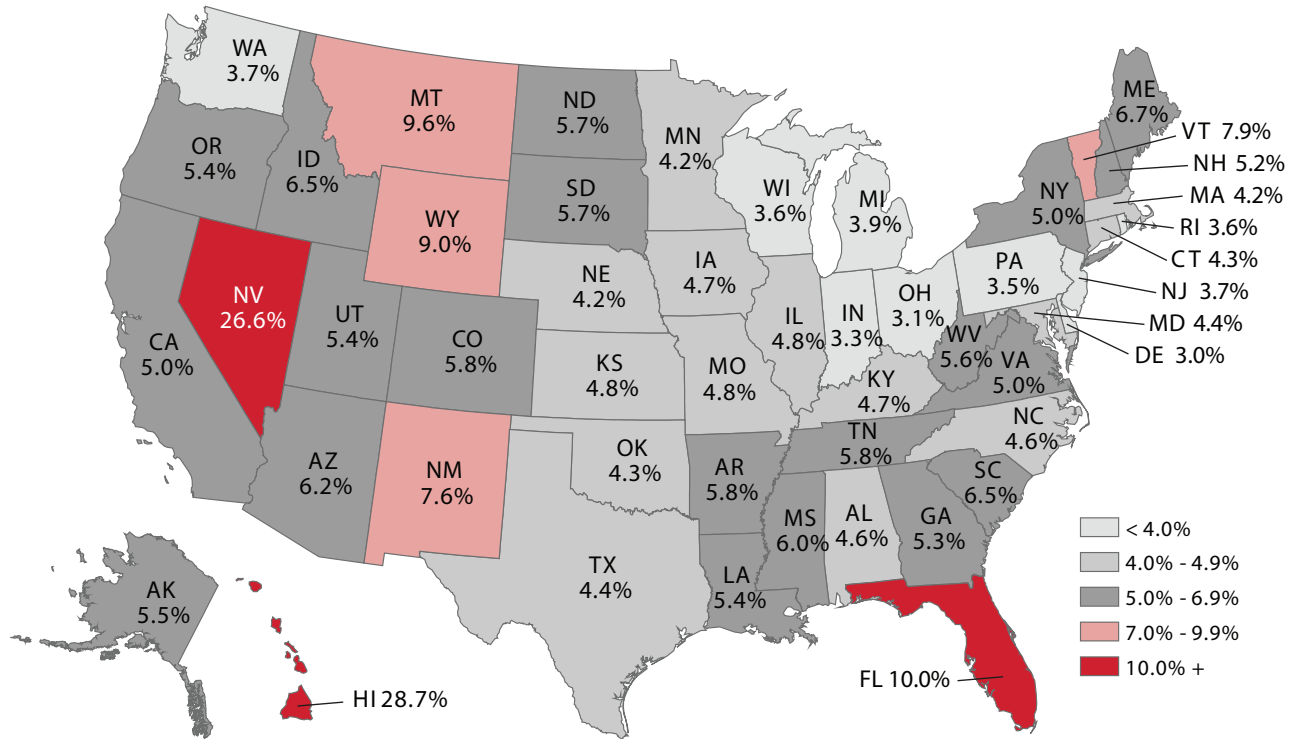 WA
3.7%
MT
9.6%
ND
5.7%
MN
4.2%
ME
6.7%
VT 7.9%
NH 5.2%
MA 4.2%
RI 3.6%
CT 4.3%
NJ 3.7%
MD 4.4%
DE 3.0%
OR
5.4%
ID
6.5%
WY
9.0%
SD
5.7%
WI
3.6%
MI
3.9%
NY
5.0%
NV
26.6%
UT
5.4%
CO
5.8%
NE
4.2%
IA
4.7%
IL
4.8%
IN
3.3%
OH
3.1%
PA
3.5%
CA
5.0%
KS
4.8%
MO
4.8%
KY
4.7%
WV
5.6%
VA
5.0%
AZ
6.2%
NM
7.6%
OK
4.3%
AR
5.8%
TN
5.8%
NC
4.6%
SC
6.5%
TX
4.4%
LA
5.4%
MS
6.0%
AL
4.6%
GA
5.3%
AK
5.5%
HI 28.7%
FL 10.0%
< 4.0%
4.0% - 4.9%
5.0% - 6.9%
7.0% - 9.9%
10.0% +